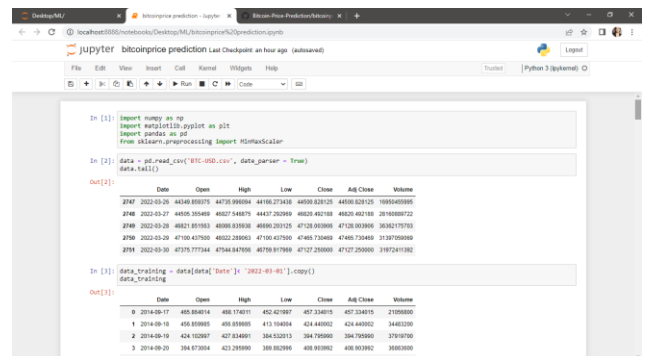 Desktop/ML/
bitcoinprice prediction - Jupyter
Bitcoin-Price-Prediction/bitcoinp
localhost:8888/notebooks/Desktop/ML/bitcoinprice%20prediction.ipynb
jupyter bitcoinprice prediction Last Checkpoint: an hour ago (autosaved)
Logout
File Edit View Insert Cell Kernel Widgets Help
Trusted Python 3 (ipykernel)
Run Code
In [1]: import numpy as np
import matplotlib.pyplot as plt
import pandas as pd
from sklearn.preprocessing import MinMaxScaler
In [2]: data = pd.read_csv('BTC-USD.csv', date_parser = True)
data.tail()
Out[2]:
Date Open High Low Close Adj Close Volume
2747 2022-03-26 44349.859375 44735.996094 44166.273438 44500.828125 44500.828125 16950455995
2748 2022-03-27 44505.355469 46827.546875 44437.292969 46820.492188 46820.492188 28160889722
2749 2022-03-28 46821.851563 48086.835938 46690.203125 47128.003906 47128.003906 36362175703
2750 2022-03-29 47100.437500 48022.289063 47100.437500 47465.730469 47465.730469 31397059069
2751 2022-03-30 47375.777344 47544.847656 46759.917969 47127.250000 47127.250000 31972411392
In [3]: data_training = data[data['Date']< '2022-03-01'].copy()
data_training
Out[3]:
Date Open High Low Close Adj Close Volume
0 2014-09-17 465.864014 468.174011 452.421997 457.334015 457.334015 21056800
1 2014-09-18 456.859985 456.859985 413.104004 424.440002 424.440002 34483200
2 2014-09-19 424.102997 427.834991 384.532013 394.795990 394.795990 37919700
3 2014-09-20 394.673004 423.295990 389.882996 408.903992 408.903992 36863600